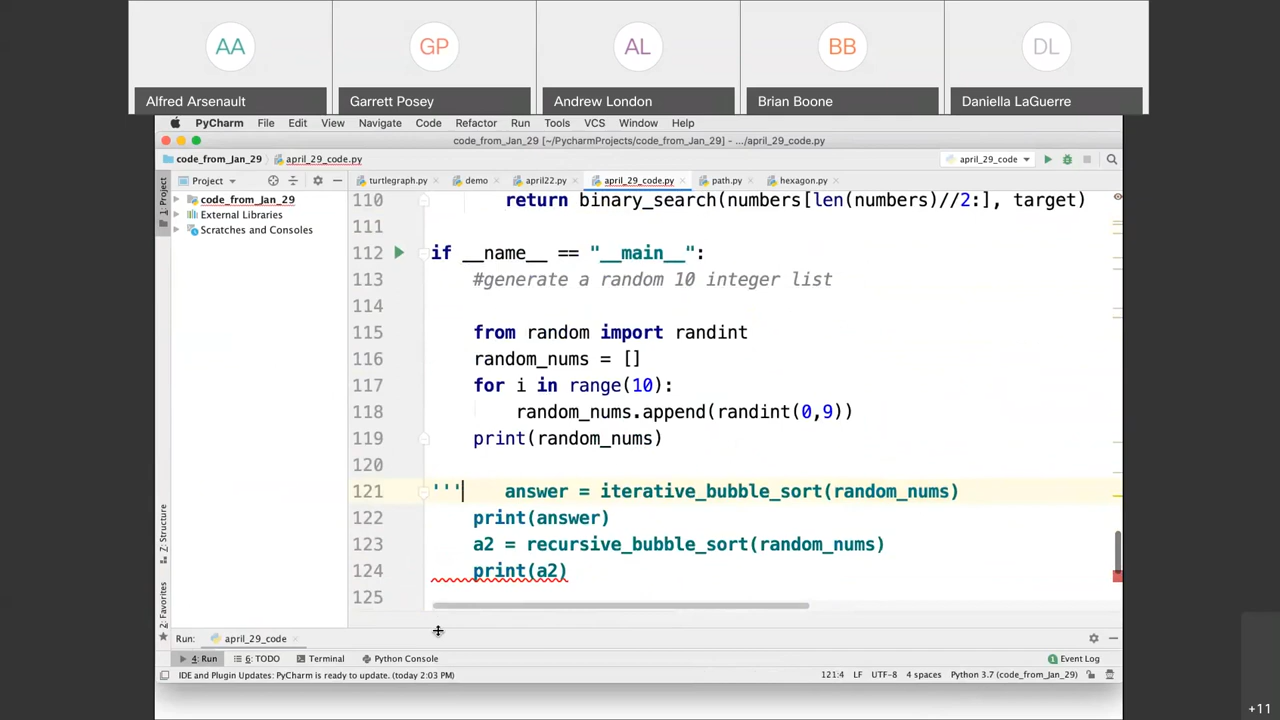 AA GP AL BB DL
Alfred Arsenault Garrett Posey Andrew London Brian Boone Daniella LaGuerre
PyCharm File Edit View Navigate Code Refactor Run Tools VCS Window Help
code_from_Jan_29 [~/PycharmProjects/code_from_Jan_29] - .../april_29_code.py
code_from_Jan_29 april_29_code.py april_29_code
1: Project
Project turtlegraph.py demo april22.py april_29_code.py path.py hexagon.py
code_from_Jan_29
External Libraries
Scratches and Consoles
110 return binary_search(numbers[len(numbers)//2:], target)
111
112 if __name__ == "__main__":
113 #generate a random 10 integer list
114
115 from random import randint
116 random_nums = []
117 for i in range(10):
118 random_nums.append(randint(0,9))
119 print(random_nums)
120
121 ''' answer = iterative_bubble_sort(random_nums)
122 print(answer)
123 a2 = recursive_bubble_sort(random_nums)
124 print(a2)
125
Z: Structure
2: Favorites
Run: april_29_code
4: Run 6: TODO Terminal Python Console Event Log
IDE and Plugin Updates: PyCharm is ready to update. (today 2:03 PM) 121:4 LF UTF-8 4 spaces Python 3.7 (code_from_Jan_29)
+11